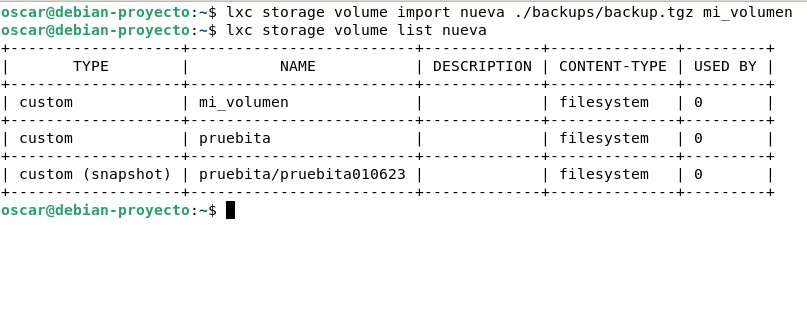 oscar@debian-proyecto:~$ lxc storage volume import nueva ./backups/backup.tgz mi_volumen
oscar@debian-proyecto:~$ lxc storage volume list nueva
+-------------------+-------------------------+-------------+--------------+---------+
|       TYPE        |          NAME           | DESCRIPTION | CONTENT-TYPE | USED BY |
+-------------------+-------------------------+-------------+--------------+---------+
| custom            | mi_volumen              |             | filesystem   | 0       |
+-------------------+-------------------------+-------------+--------------+---------+
| custom            | pruebita                |             | filesystem   | 0       |
+-------------------+-------------------------+-------------+--------------+---------+
| custom (snapshot) | pruebita/pruebita010623 |             | filesystem   | 0       |
+-------------------+-------------------------+-------------+--------------+---------+
oscar@debian-proyecto:~$